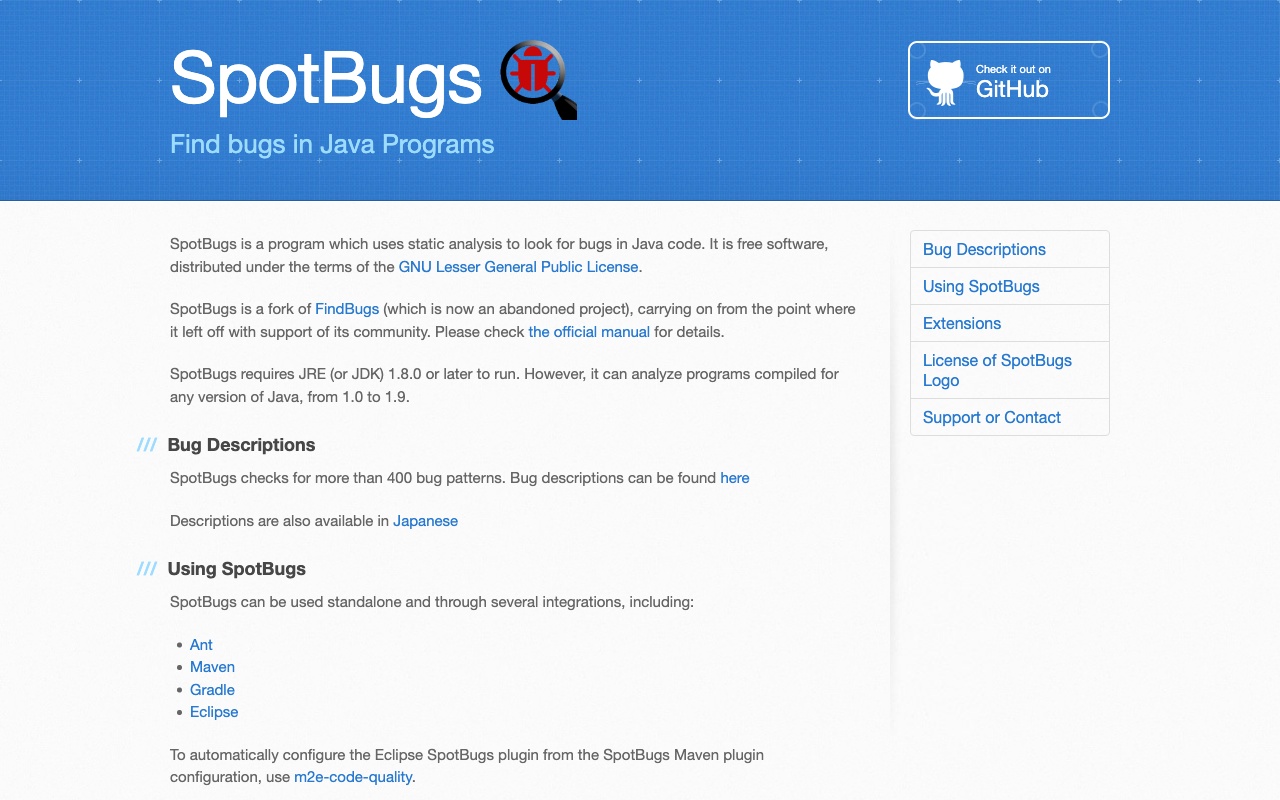 SpotBugs
Find bugs in Java Programs
Check it out on
GitHub
SpotBugs is a program which uses static analysis to look for bugs in Java code. It is free software,
distributed under the terms of the GNU Lesser General Public License.
SpotBugs is a fork of FindBugs (which is now an abandoned project), carrying on from the point where
it left off with support of its community. Please check the official manual for details.
SpotBugs requires JRE (or JDK) 1.8.0 or later to run. However, it can analyze programs compiled for
any version of Java, from 1.0 to 1.9.
/// Bug Descriptions
SpotBugs checks for more than 400 bug patterns. Bug descriptions can be found here
Descriptions are also available in Japanese
/// Using SpotBugs
SpotBugs can be used standalone and through several integrations, including:
• Ant
• Maven
• Gradle
• Eclipse
To automatically configure the Eclipse SpotBugs plugin from the SpotBugs Maven plugin
configuration, use m2e-code-quality.
Bug Descriptions
Using SpotBugs
Extensions
License of SpotBugs
Logo
Support or Contact